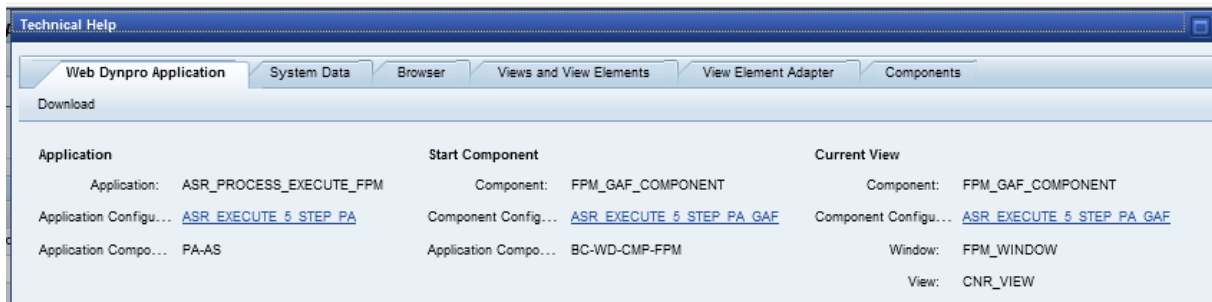 Technical Help
Web Dynpro Application System Data Browser Views and View Elements View Element Adapter Components
Download
Application Start Component Current View
Application: ASR_PROCESS_EXECUTE_FPM Component: FPM_GAF_COMPONENT Component: FPM_GAF_COMPONENT
Application Configu... ASR_EXECUTE_5_STEP_PA Component Config... ASR_EXECUTE_5_STEP_PA_GAF Component Configu... ASR_EXECUTE_5_STEP_PA_GAF
Application Compo... PA-AS Application Compo... BC-WD-CMP-FPM Window: FPM_WINDOW
View: CNR_VIEW